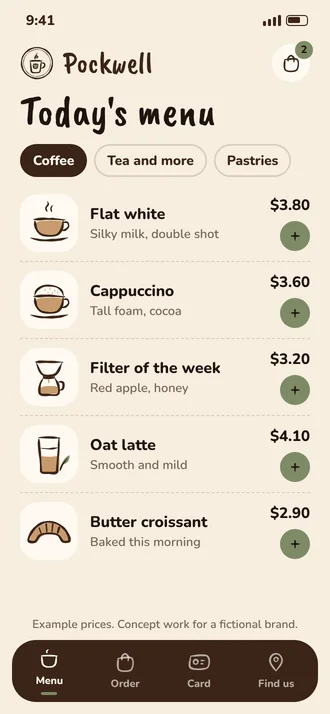 9:41
Pockwell
2
Today's menu
Coffee
Tea and more
Pastries
Flat white
$3.80
Silky milk, double shot
+
Cappuccino
$3.60
Tall foam, cocoa
+
Filter of the week
$3.20
Red apple, honey
+
Oat latte
$4.10
Smooth and mild
+
Butter croissant
$2.90
Baked this morning
+
Example prices. Concept work for a fictional brand.
Menu
Order
Card
Find us